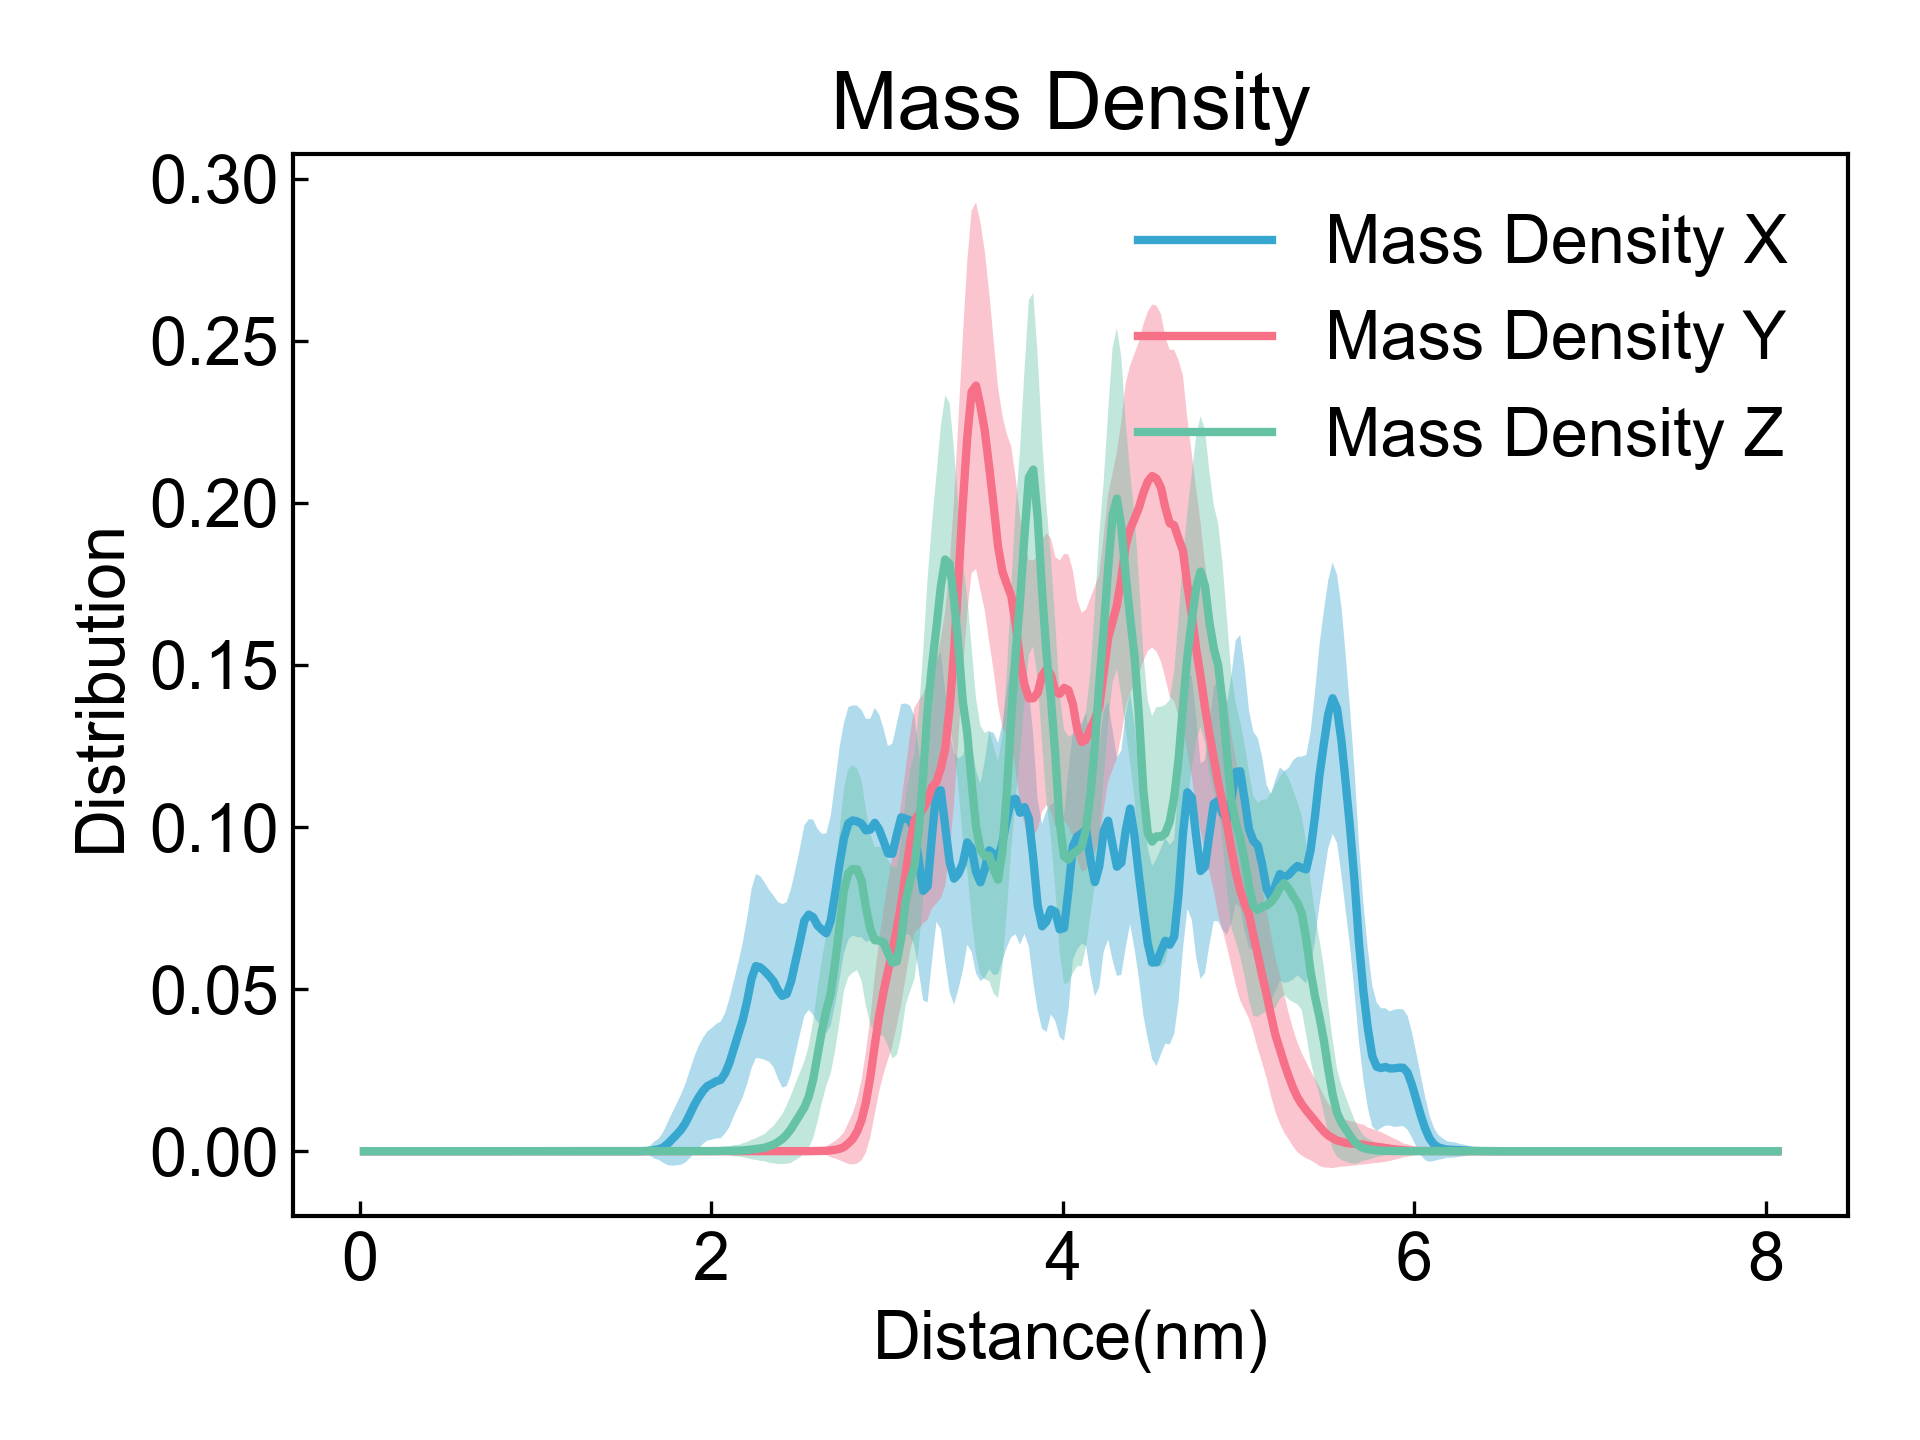 Mass Density
0.30
0.25
0.20
0.15
0.10
0.05
0.00
Distribution
Mass Density X
Mass Density Y
Mass Density Z
0 2 4 6 8
Distance(nm)